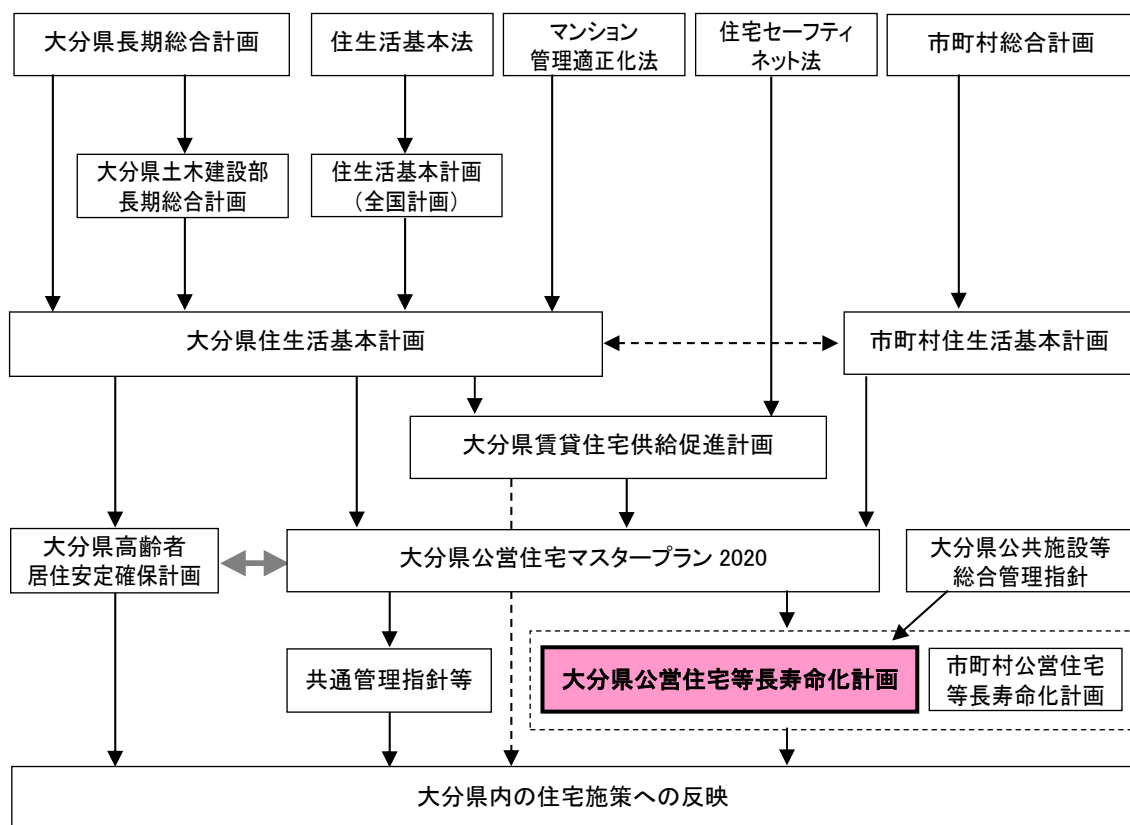 大分県長期総合計画
住生活基本法
マンション
管理適正化法
住宅セーフティ
ネット法
市町村総合計画
大分県土木建設部
長期総合計画
住生活基本計画
（全国計画）
大分県住生活基本計画
市町村住生活基本計画
大分県賃貸住宅供給促進計画
大分県高齢者
居住安定確保計画
大分県公営住宅マスタープラン 2020
大分県公共施設等
総合管理指針
共通管理指針等
大分県公営住宅等長寿命化計画
市町村公営住宅
等長寿命化計画
大分県内の住宅施策への反映